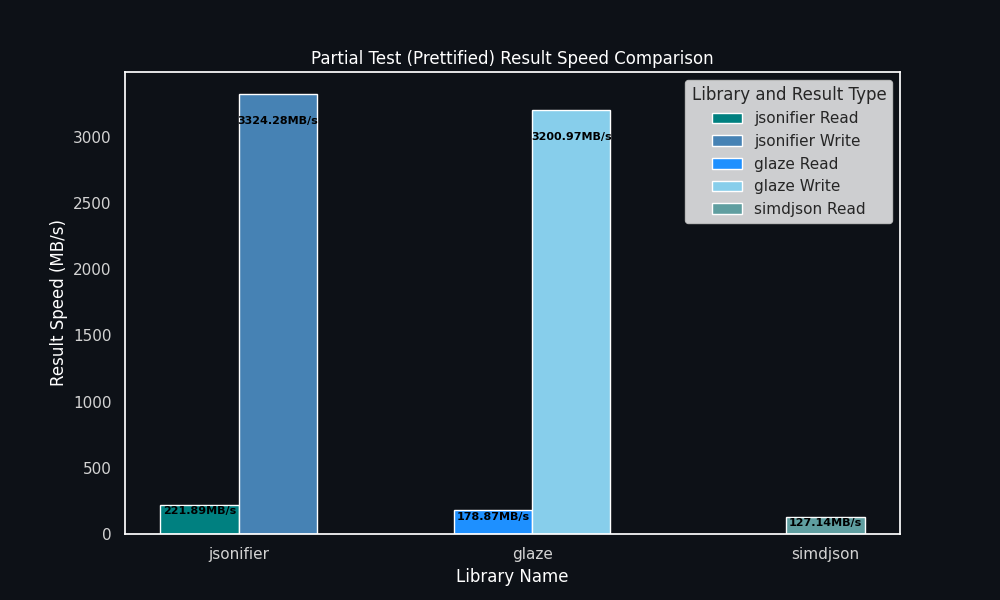 Partial Test (Prettified) Result Speed Comparison
Library and Result Type
jsonifier Read
jsonifier Write
glaze Read
glaze Write
simdjson Read
Result Speed (MB/s)
3000
2500
2000
1500
1000
500
0
3324.28MB/s
3200.97MB/s
221.89MB/s
178.87MB/s
127.14MB/s
jsonifier
glaze
simdjson
Library Name